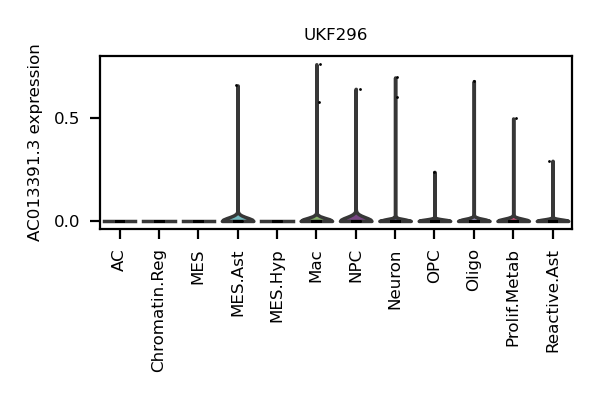 UKF296
AC013391.3 expression
0.5
0.0
AC
Chromatin.Reg
MES
MES.Ast
MES.Hyp
Mac
NPC
Neuron
OPC
Oligo
Prolif.Metab
Reactive.Ast